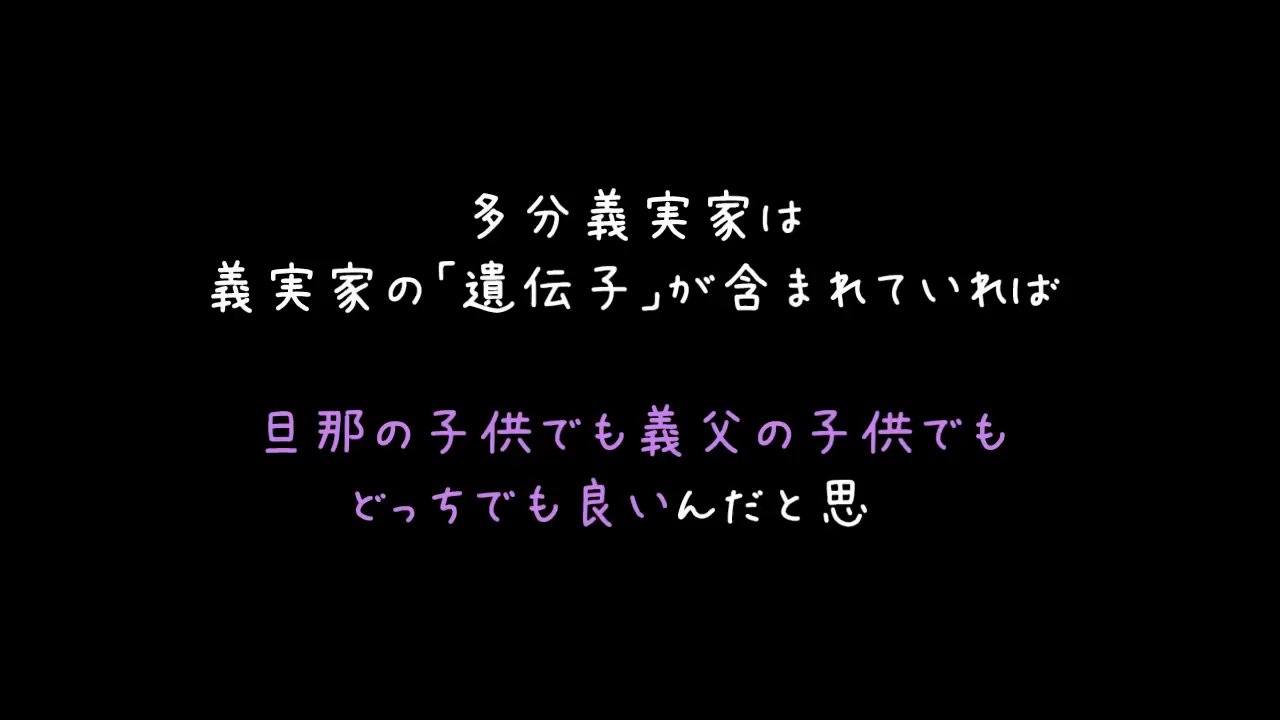 多分義実家は
義実家の「遺伝子」が含まれていれば
旦那の子供でも義父の子供でも
どっちでも良いんだと思